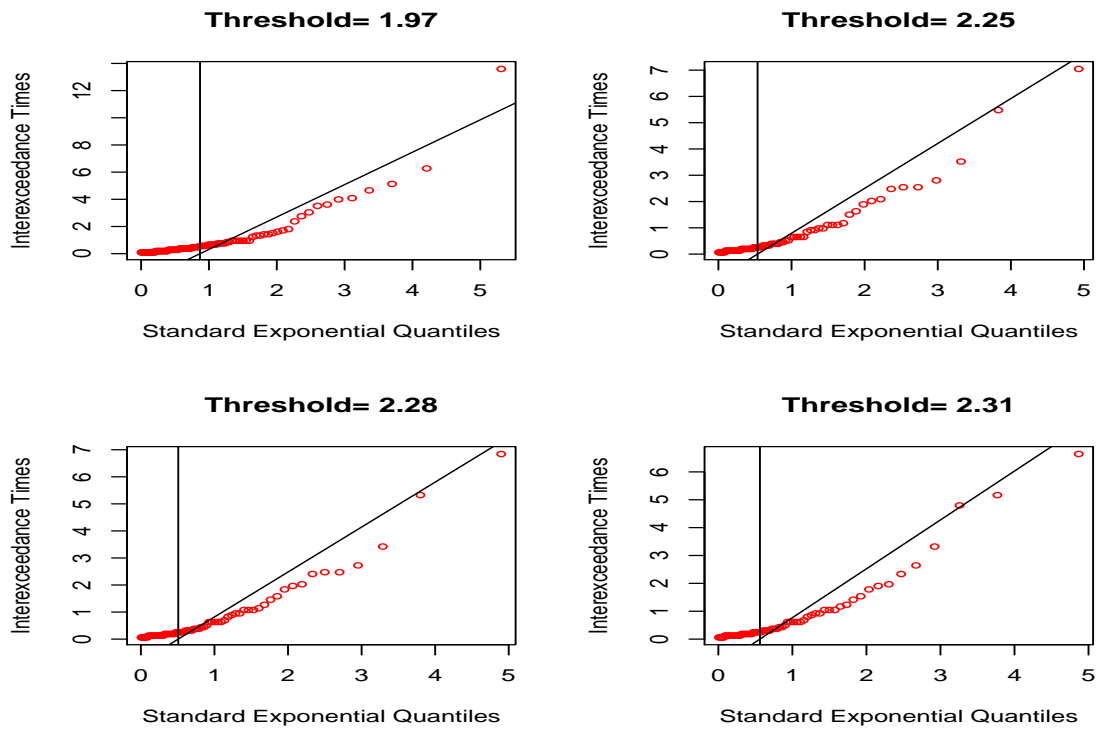 Threshold= 1.97
Interexceedance Times
0 2 4 6 8 12
0 1 2 3 4 5
Standard Exponential Quantiles
Threshold= 2.25
Interexceedance Times
0 1 2 3 4 5 6 7
0 1 2 3 4 5
Standard Exponential Quantiles
Threshold= 2.28
Interexceedance Times
0 1 2 3 4 5 6 7
0 1 2 3 4 5
Standard Exponential Quantiles
Threshold= 2.31
Interexceedance Times
0 1 2 3 4 5 6
0 1 2 3 4 5
Standard Exponential Quantiles